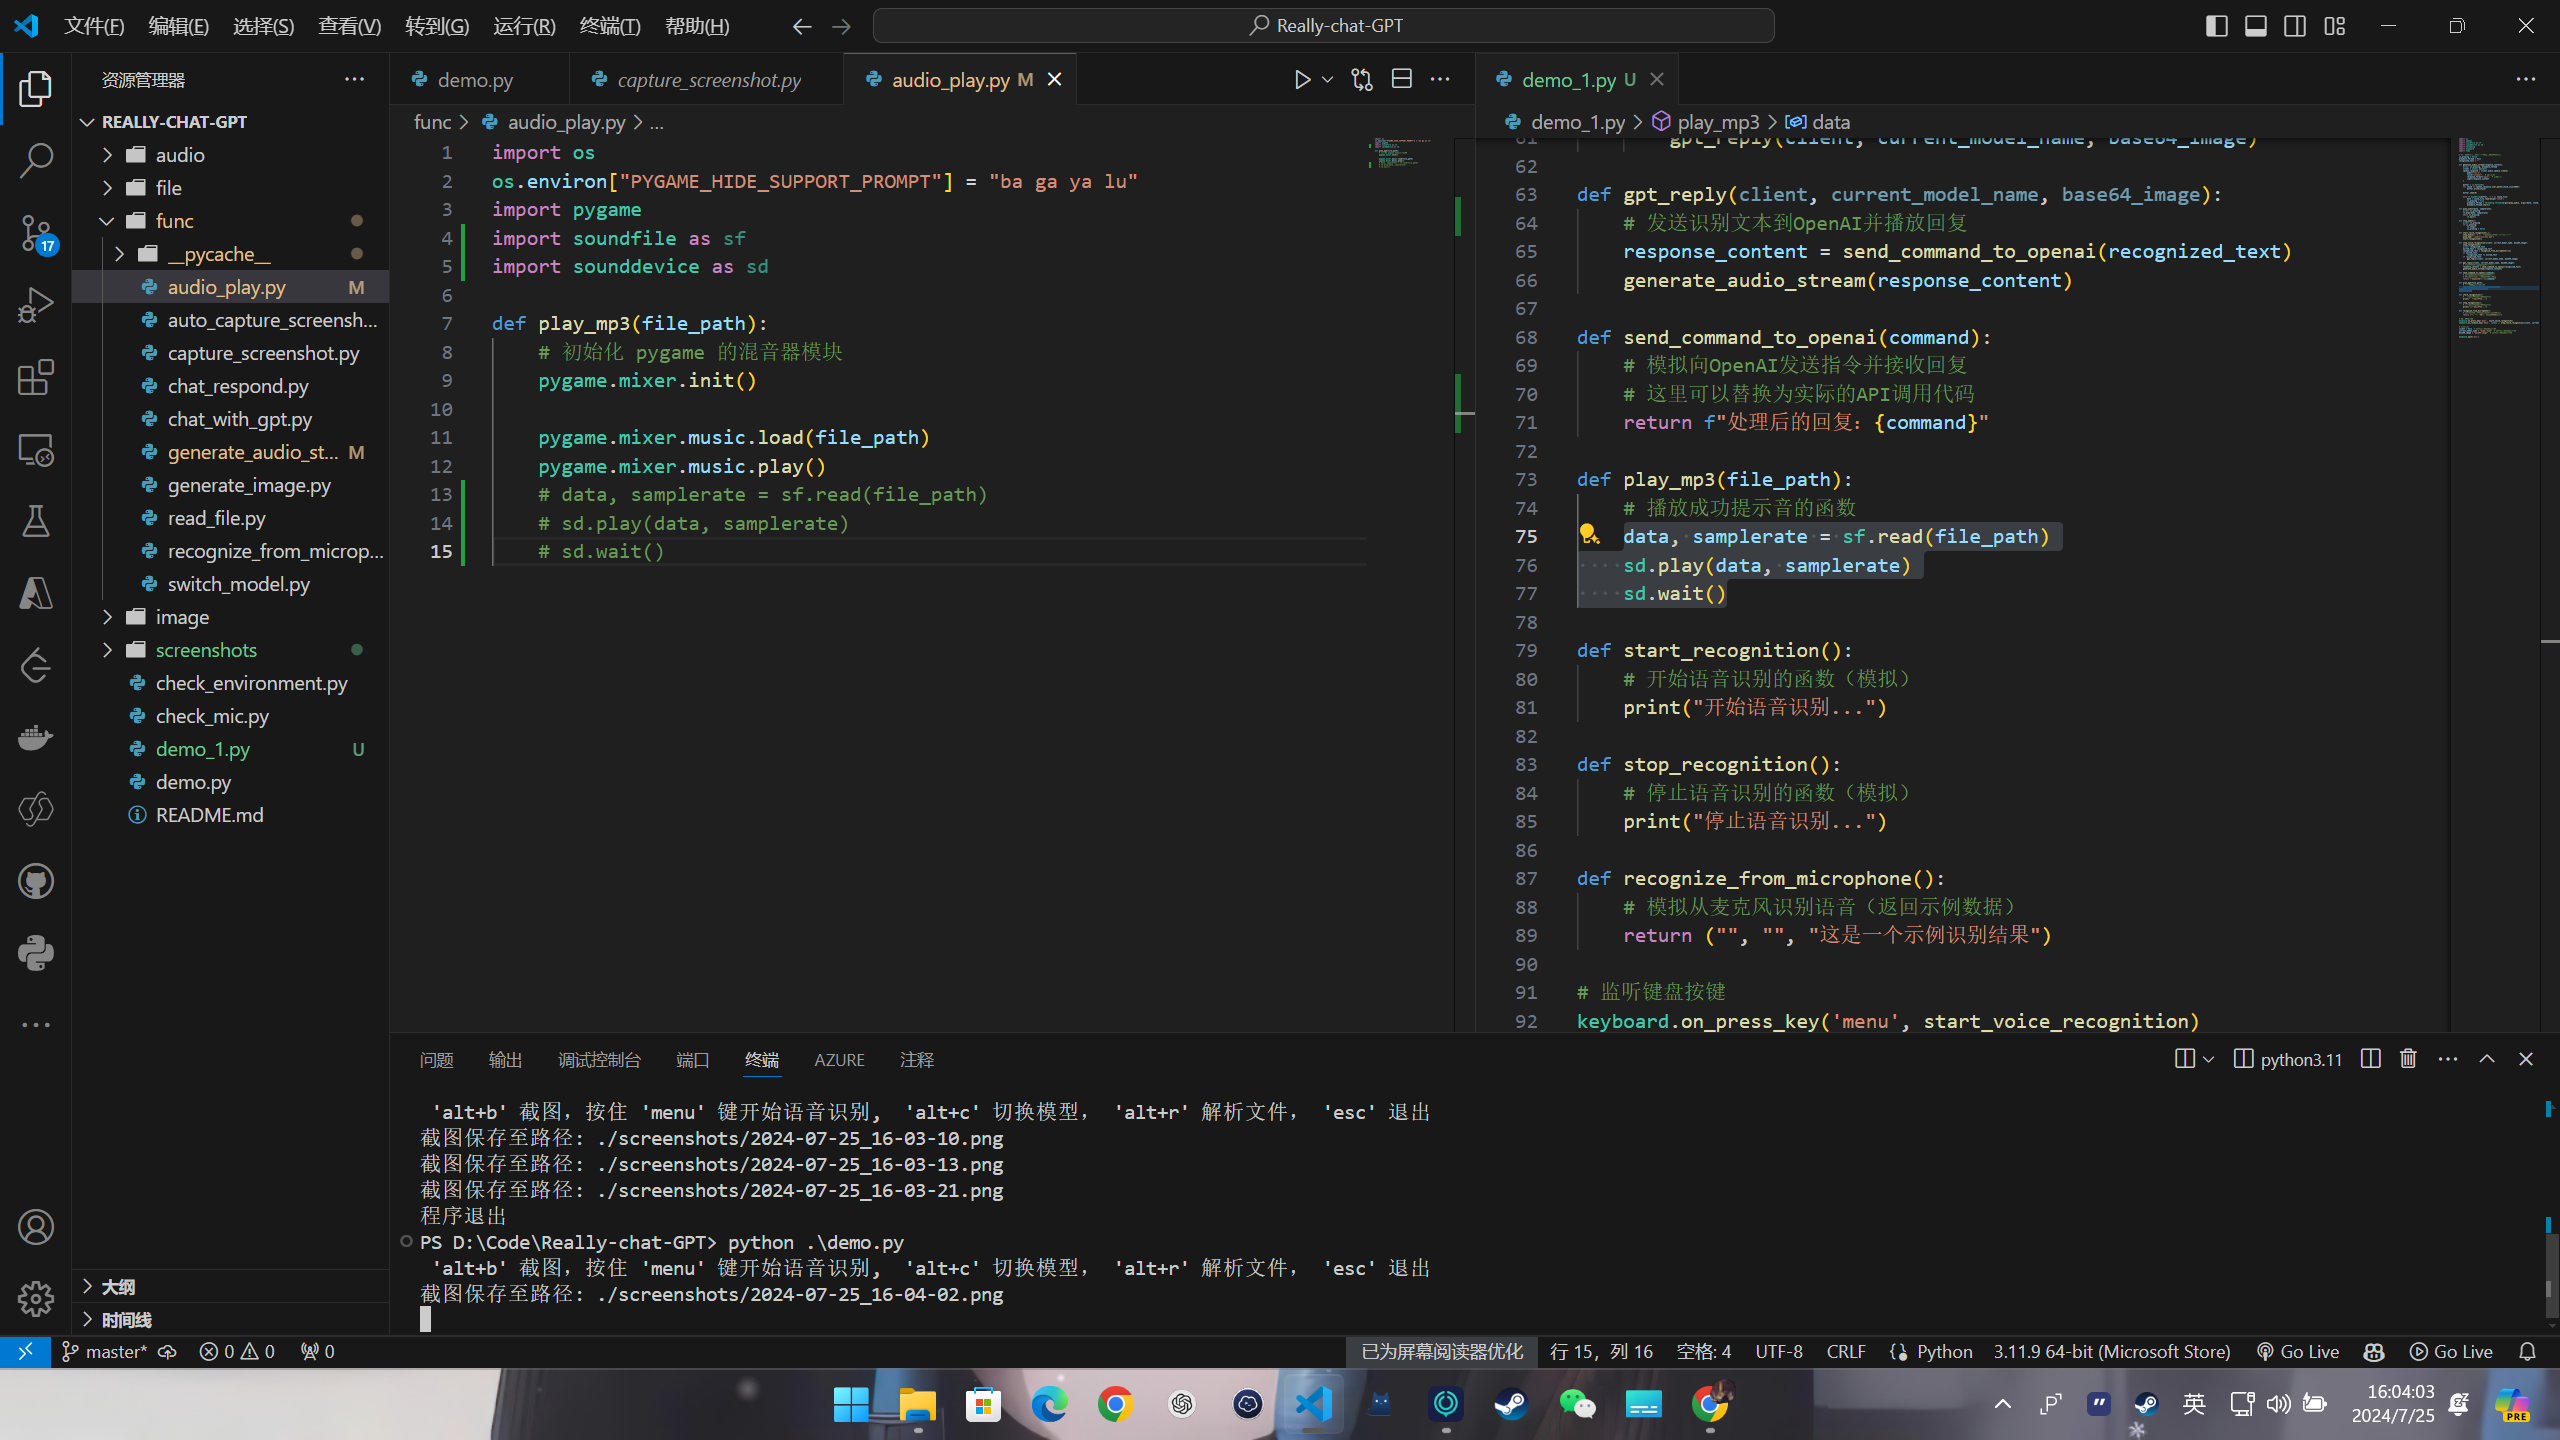 文件(F) 编辑(E) 选择(S) 查看(V) 转到(G) 运行(R) 终端(T) 帮助(H)
Really-chat-GPT
资源管理器
REALLY-CHAT-GPT
audio
file
func
__pycache__
audio_play.py M
auto_capture_screensh...
capture_screenshot.py
chat_respond.py
chat_with_gpt.py
generate_audio_st... M
generate_image.py
read_file.py
recognize_from_microp...
switch_model.py
image
screenshots
check_environment.py
check_mic.py
demo_1.py U
demo.py
README.md
大纲
时间线
17
demo.py
capture_screenshot.py
audio_play.py M
func > audio_play.py > ...
1 import os
2 os.environ["PYGAME_HIDE_SUPPORT_PROMPT"] = "ba ga ya lu"
3 import pygame
4 import soundfile as sf
5 import sounddevice as sd
6
7 def play_mp3(file_path):
8 # 初始化 pygame 的混音器模块
9 pygame.mixer.init()
10
11 pygame.mixer.music.load(file_path)
12 pygame.mixer.music.play()
13 # data, samplerate = sf.read(file_path)
14 # sd.play(data, samplerate)
15 # sd.wait()
demo_1.py U
demo_1.py > play_mp3 > data
61 gpt_reply(client, current_model_name, base64_image)
62
63 def gpt_reply(client, current_model_name, base64_image):
64 # 发送识别文本到OpenAI并播放回复
65 response_content = send_command_to_openai(recognized_text)
66 generate_audio_stream(response_content)
67
68 def send_command_to_openai(command):
69 # 模拟向OpenAI发送指令并接收回复
70 # 这里可以替换为实际的API调用代码
71 return f"处理后的回复: {command}"
72
73 def play_mp3(file_path):
74 # 播放成功提示音的函数
75 data, samplerate = sf.read(file_path)
76 sd.play(data, samplerate)
77 sd.wait()
78
79 def start_recognition():
80 # 开始语音识别的函数（模拟）
81 print("开始语音识别...")
82
83 def stop_recognition():
84 # 停止语音识别的函数（模拟）
85 print("停止语音识别...")
86
87 def recognize_from_microphone():
88 # 模拟从麦克风识别语音（返回示例数据）
89 return ("", "", "这是一个示例识别结果")
90
91 # 监听键盘按键
92 keyboard.on_press_key('menu', start_voice_recognition)
问题 输出 调试控制台 端口 终端 AZURE 注释
python3.11
'alt+b' 截图，按住 'menu' 键开始语音识别， 'alt+c' 切换模型， 'alt+r' 解析文件， 'esc' 退出
截图保存至路径: ./screenshots/2024-07-25_16-03-10.png
截图保存至路径: ./screenshots/2024-07-25_16-03-13.png
截图保存至路径: ./screenshots/2024-07-25_16-03-21.png
程序退出
PS D:\Code\Really-chat-GPT> python .\demo.py
'alt+b' 截图，按住 'menu' 键开始语音识别， 'alt+c' 切换模型， 'alt+r' 解析文件， 'esc' 退出
截图保存至路径: ./screenshots/2024-07-25_16-04-02.png
master* 0 0 0
已为屏幕阅读器优化 行 15，列 16 空格: 4 UTF-8 CRLF Python 3.11.9 64-bit (Microsoft Store) Go Live Go Live
英
16:04:03
2024/7/25
PRE